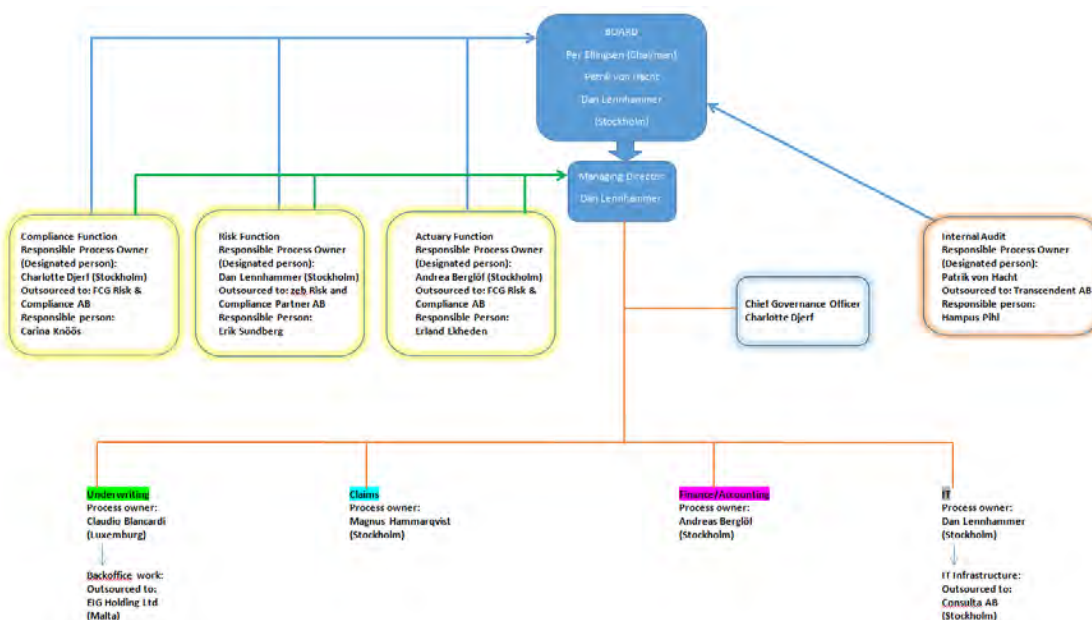 BOARD
Per Ellingsen (Chairman)
Patrik von Hacht
Dan Lennhammer
(Stockholm)
Managing Director
Dan Lennhammer
Compliance Function
Responsible Process Owner
(Designated person):
Charlotte Djerf (Stockholm)
Outsourced to: FCG Risk &
Compliance AB
Responsible person:
Carina Knöös
Risk Function
Responsible Process Owner
(Designated person):
Dan Lennhammer (Stockholm)
Outsourced to: zeb Risk and
Compliance Partner AB
Responsible Person:
Erik Sundberg
Actuary Function
Responsible Process Owner
(Designated person):
Andrea Berglöf (Stockholm)
Outsourced to: FCG Risk &
Compliance AB
Responsible Person:
Erland Ekheden
Chief Governance Officer
Charlotte Djerf
Internal Audit
Responsible Process Owner
(Designated person):
Patrik von Hacht
Outsourced to: Transcendent AB
Responsible person:
Hampus Pihl
Underwriting
Process owner:
Claudio Blancardi
(Luxemburg)
Backoffice work:
Outsourced to:
EIG Holding Ltd
(Malta)
Claims
Process owner:
Magnus Hammarqvist
(Stockholm)
Finance/Accounting
Process owner:
Andreas Berglöf
(Stockholm)
IT
Process owner:
Dan Lennhammer
(Stockholm)
IT Infrastructure:
Outsourced to:
Consulta AB
(Stockholm)